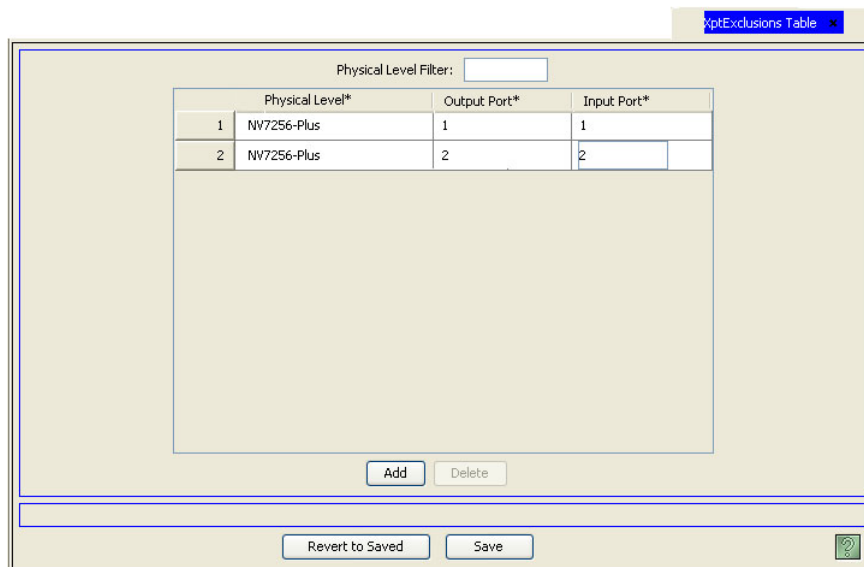 XptExclusions Table ×
Physical Level Filter:
Physical Level* Output Port* Input Port*
1 NV7256-Plus 1 1
2 NV7256-Plus 2 2
Add Delete
Revert to Saved Save ?